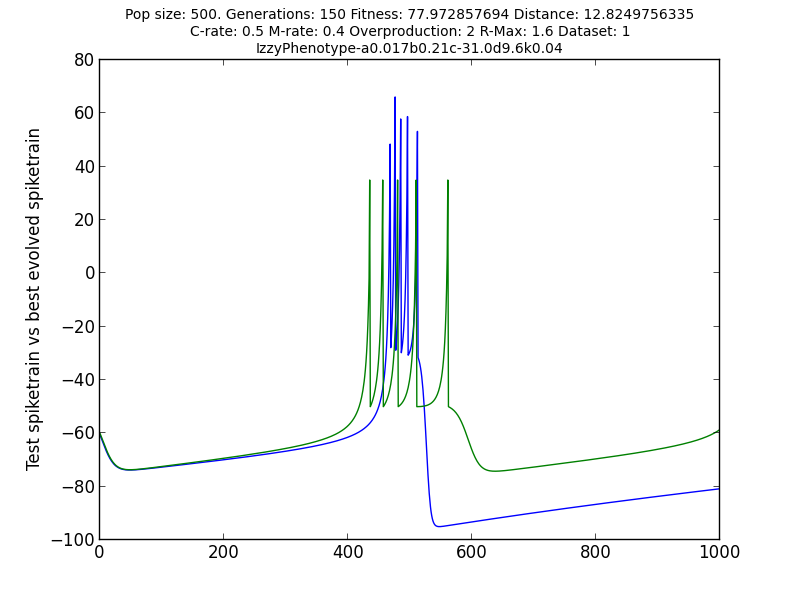 Pop size: 500. Generations: 150 Fitness: 77.972857694 Distance: 12.8249756335
C-rate: 0.5 M-rate: 0.4 Overproduction: 2 R-Max: 1.6 Dataset: 1
IzzyPhenotype-a0.017b0.21c-31.0d9.6k0.04
Test spiketrain vs best evolved spiketrain
80
60
40
20
0
−20
−40
−60
−80
−100
0 200 400 600 800 1000